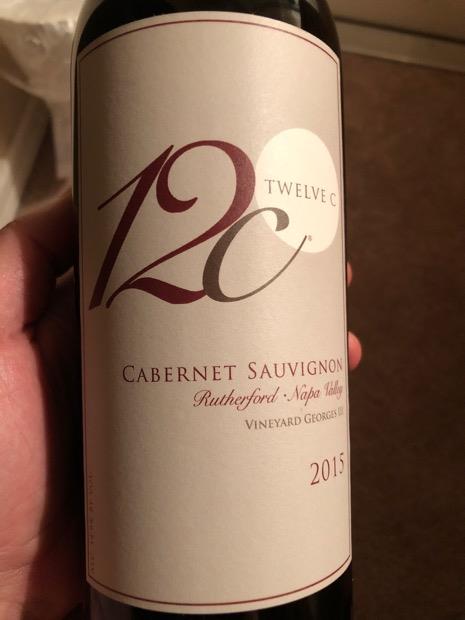 12C
TWELVE C
®
CABERNET SAUVIGNON
Rutherford · Napa Valley
VINEYARD GEORGES III
2015